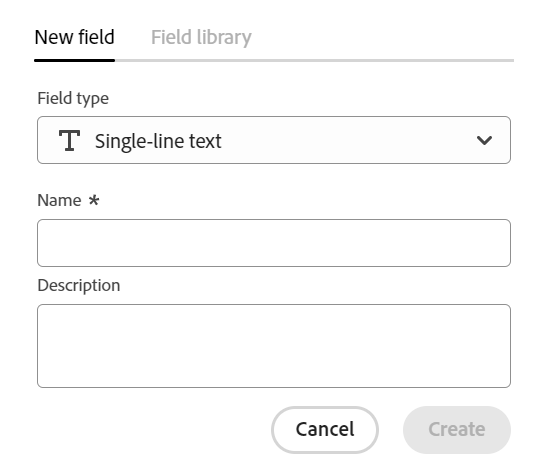 New field Field library
Field type
Single-line text
Name *
Description
Cancel Create